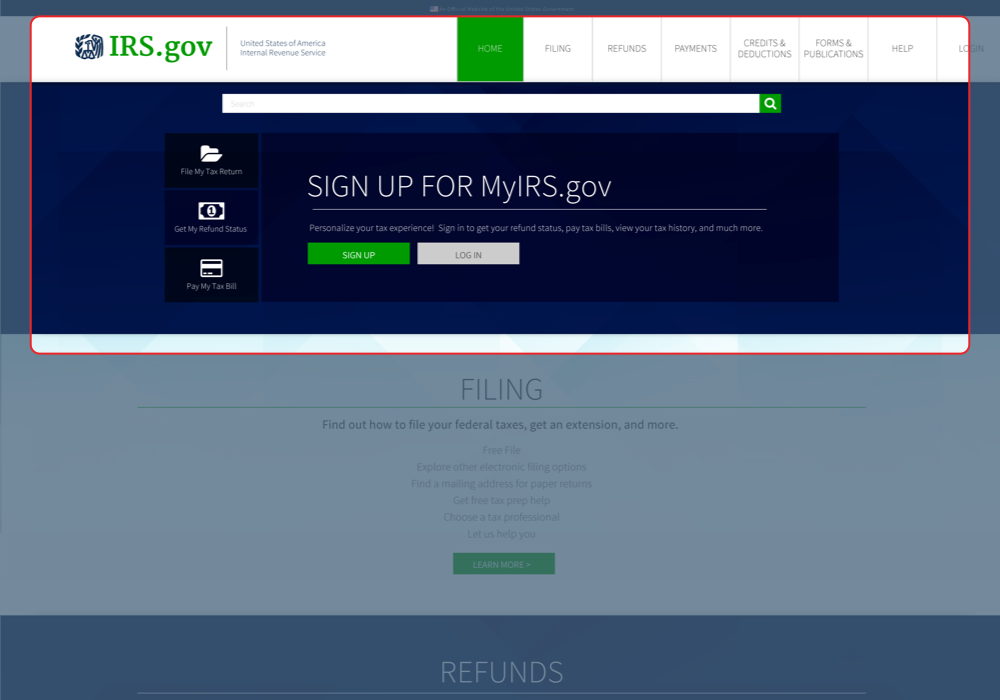 An Official Website of the United States Government
IRS.gov
United States of America
Internal Revenue Service
HOME
FILING
REFUNDS
PAYMENTS
CREDITS &
DEDUCTIONS
FORMS &
PUBLICATIONS
HELP
LOGIN
Search
File My Tax Return
Get My Refund Status
Pay My Tax Bill
SIGN UP FOR MyIRS.gov
Personalize your tax experience! Sign in to get your refund status, pay tax bills, view your tax history, and much more.
SIGN UP
LOG IN
FILING
Find out how to file your federal taxes, get an extension, and more.
Free File
Explore other electronic filing options
Find a mailing address for paper returns
Get free tax prep help
Choose a tax professional
Let us help you
LEARN MORE >
REFUNDS